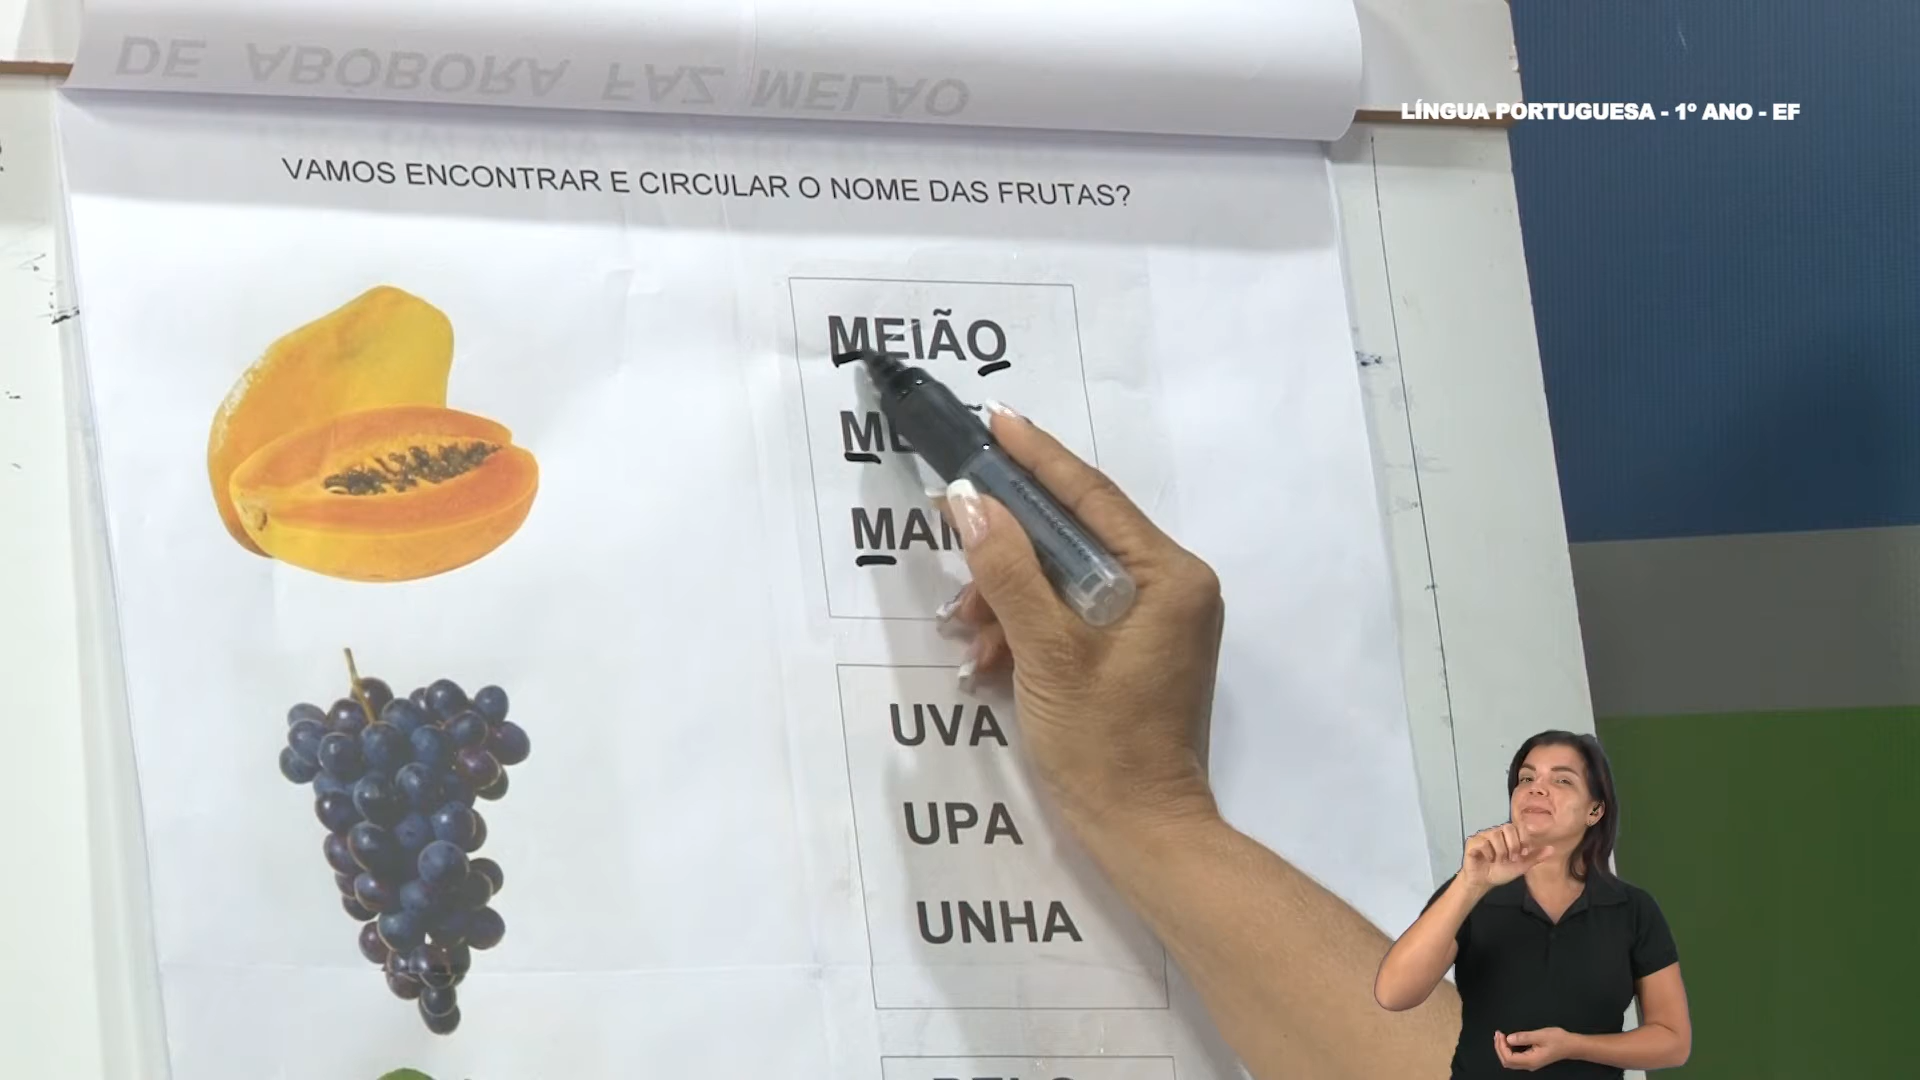 DE ABÓBORA FAZ MELÃO
LÍNGUA PORTUGUESA - 1º ANO - EF
VAMOS ENCONTRAR E CIRCULAR O NOME DAS FRUTAS?
MEIÃO
UVA
UPA
UNHA